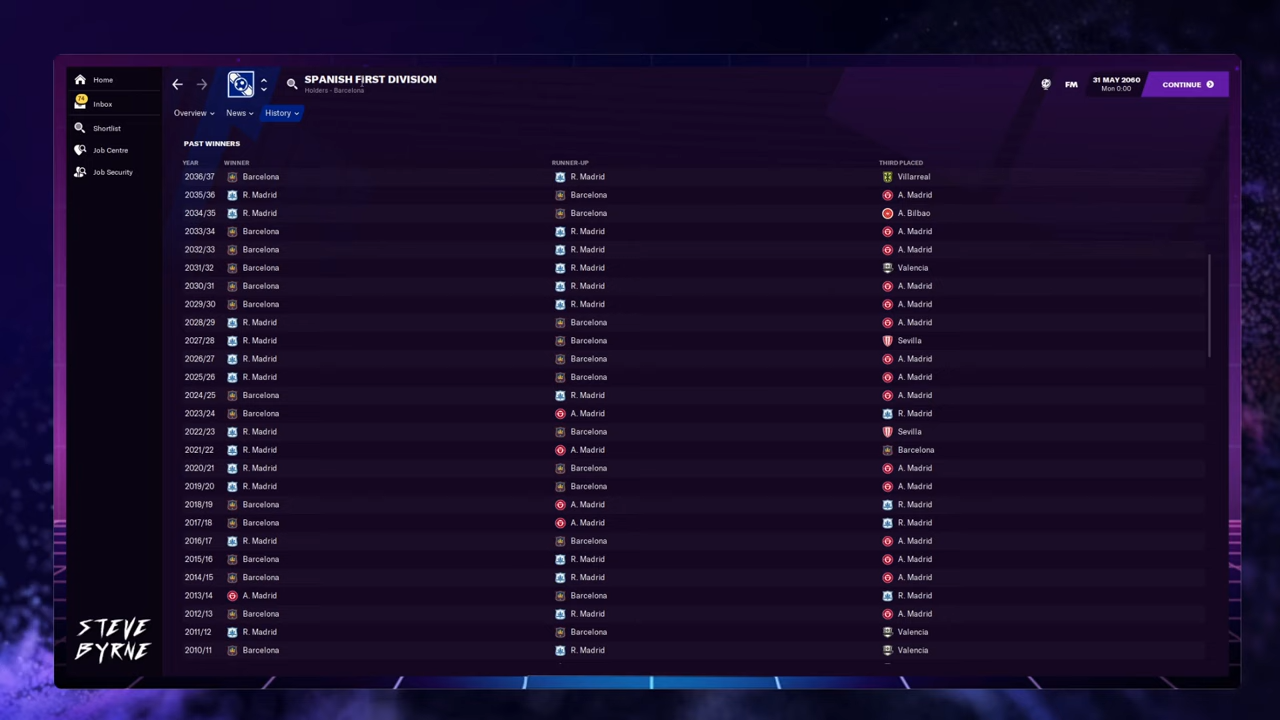 Home
74
Inbox
Shortlist
Job Centre
Job Security
SPANISH FIRST DIVISION
Holders - Barcelona
FM
31 MAY 2060
Mon 0:00
CONTINUE
Overview
News
History
PAST WINNERS
YEAR WINNER RUNNER-UP THIRD PLACED
2036/37 Barcelona R. Madrid Villarreal
2035/36 R. Madrid Barcelona A. Madrid
2034/35 R. Madrid Barcelona A. Bilbao
2033/34 Barcelona R. Madrid A. Madrid
2032/33 Barcelona R. Madrid A. Madrid
2031/32 Barcelona R. Madrid Valencia
2030/31 Barcelona R. Madrid A. Madrid
2029/30 Barcelona R. Madrid A. Madrid
2028/29 R. Madrid Barcelona A. Madrid
2027/28 R. Madrid Barcelona Sevilla
2026/27 R. Madrid Barcelona A. Madrid
2025/26 R. Madrid Barcelona A. Madrid
2024/25 Barcelona R. Madrid A. Madrid
2023/24 Barcelona A. Madrid R. Madrid
2022/23 R. Madrid Barcelona Sevilla
2021/22 R. Madrid A. Madrid Barcelona
2020/21 R. Madrid Barcelona A. Madrid
2019/20 R. Madrid Barcelona A. Madrid
2018/19 Barcelona A. Madrid R. Madrid
2017/18 Barcelona A. Madrid R. Madrid
2016/17 R. Madrid Barcelona A. Madrid
2015/16 Barcelona R. Madrid A. Madrid
2014/15 Barcelona R. Madrid A. Madrid
2013/14 A. Madrid Barcelona R. Madrid
2012/13 Barcelona R. Madrid A. Madrid
2011/12 R. Madrid Barcelona Valencia
2010/11 Barcelona R. Madrid Valencia
STEVE
BYRNE